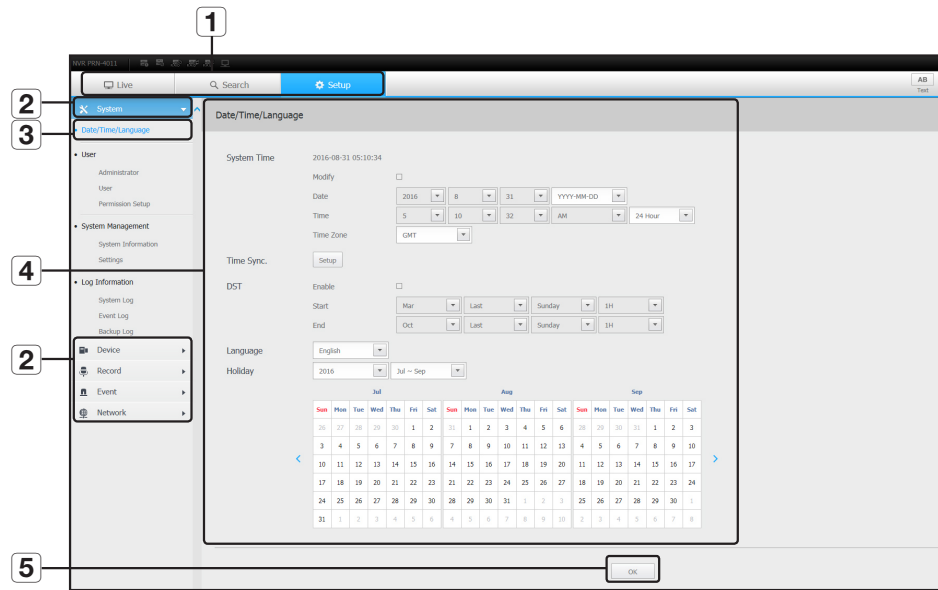 1
NVR PRN-4011
Live
Search
Setup
AB
Text
2
System
3
Date/Time/Language
User
Administrator
User
Permission Setup
System Management
System Information
Settings
4
Log Information
System Log
Event Log
Backup Log
2
Device
Record
Event
Network
Date/Time/Language
System Time 2016-08-31 05:10:34
Modify
Date 2016 8 31 YYYY-MM-DD
Time 5 10 32 AM 24 Hour
Time Zone GMT
Time Sync. Setup
DST Enable
Start Mar Last Sunday 1H
End Oct Last Sunday 1H
Language English
Holiday 2016 Jul ~ Sep
Jul Aug Sep
Sun Mon Tue Wed Thu Fri Sat Sun Mon Tue Wed Thu Fri Sat Sun Mon Tue Wed Thu Fri Sat
26 27 28 29 30 1 2 31 1 2 3 4 5 6 28 29 30 31 1 2 3
3 4 5 6 7 8 9 7 8 9 10 11 12 13 4 5 6 7 8 9 10
10 11 12 13 14 15 16 14 15 16 17 18 19 20 11 12 13 14 15 16 17
17 18 19 20 21 22 23 21 22 23 24 25 26 27 18 19 20 21 22 23 24
24 25 26 27 28 29 30 28 29 30 31 1 2 3 25 26 27 28 29 30 1
31 1 2 3 4 5 6 4 5 6 7 8 9 10 2 3 4 5 6 7 8
5
OK